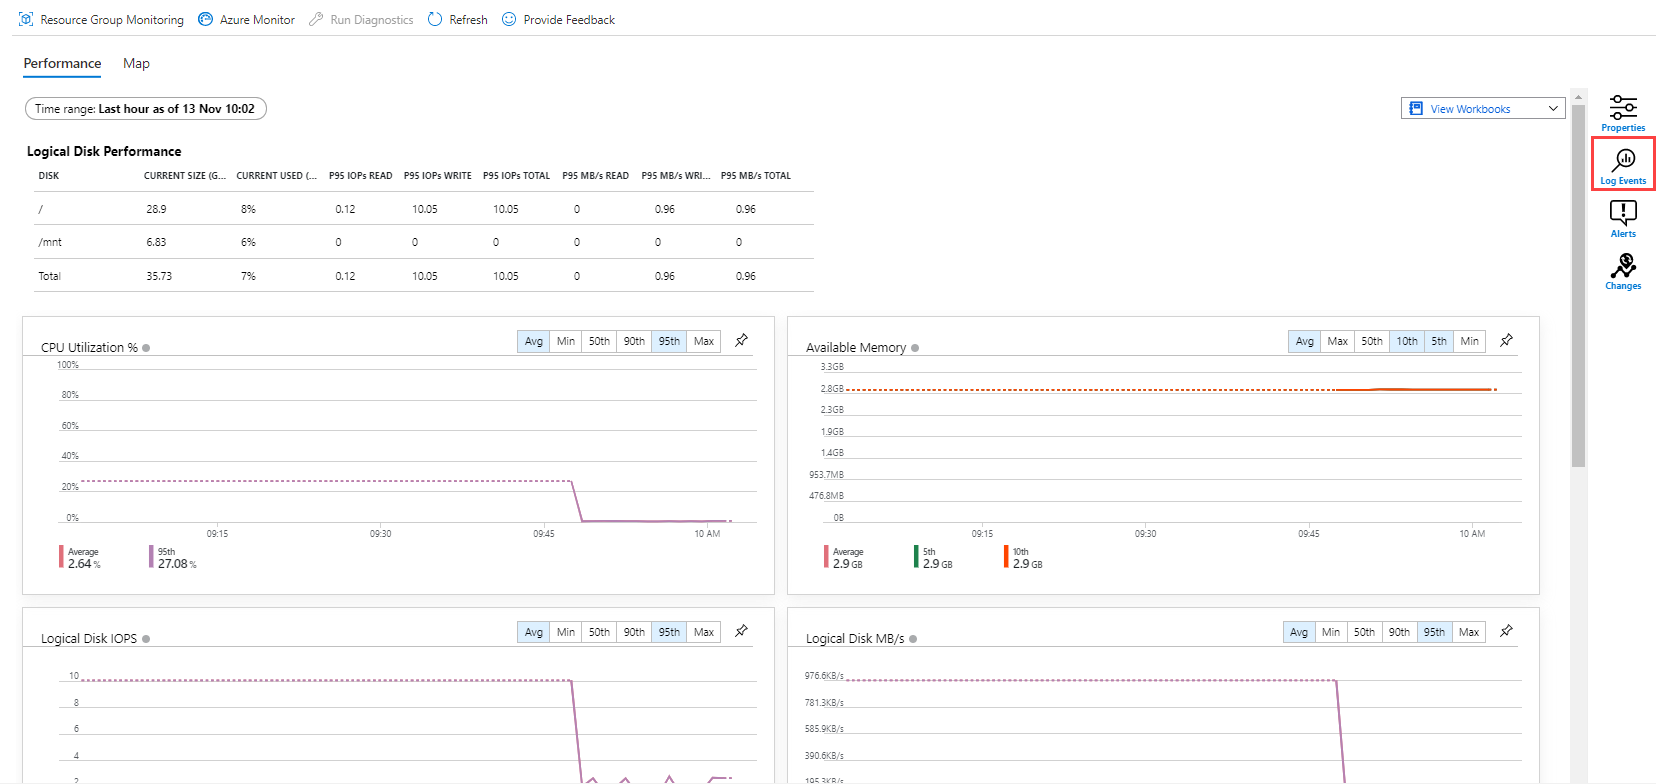 Resource Group Monitoring Azure Monitor Run Diagnostics Refresh Provide Feedback
Performance Map
Time range: Last hour as of 13 Nov 10:02
View Workbooks
Properties
Log Events
Alerts
Changes
Logical Disk Performance
DISK CURRENT SIZE (G... CURRENT USED (... P95 IOPs READ P95 IOPs WRITE P95 IOPs TOTAL P95 MB/s READ P95 MB/s WRI... P95 MB/s TOTAL
/ 28.9 8% 0.12 10.05 10.05 0 0.96 0.96
/mnt 6.83 6% 0 0 0 0 0 0
Total 35.73 7% 0.12 10.05 10.05 0 0.96 0.96
CPU Utilization % Avg Min 50th 90th 95th Max
100%
80%
60%
40%
20%
0%
09:15 09:30 09:45 10 AM
Average 95th
2.64 % 27.08 %
Available Memory Avg Max 50th 10th 5th Min
3.3GB
2.8GB
2.3GB
1.9GB
1.4GB
953.7MB
476.8MB
0B
09:15 09:30 09:45 10 AM
Average 5th 10th
2.9 GB 2.9 GB 2.9 GB
Logical Disk IOPS Avg Min 50th 90th 95th Max
10
8
6
4
2
Logical Disk MB/s Avg Min 50th 90th 95th Max
976.6KB/s
781.3KB/s
585.9KB/s
390.6KB/s
195.3KB/s